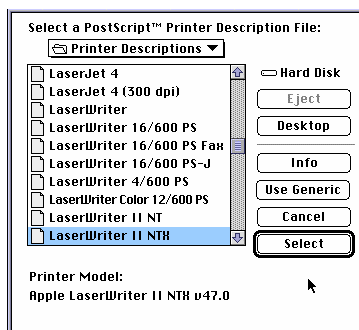 Select a PostScript™ Printer Description File:
Printer Descriptions
LaserJet 4
LaserJet 4 (300 dpi)
LaserWriter
LaserWriter 16/600 PS
LaserWriter 16/600 PS Fax
LaserWriter 16/600 PS-J
LaserWriter 4/600 PS
LaserWriter Color 12/600 PS
LaserWriter II NT
LaserWriter II NTX
Hard Disk
Eject
Desktop
Info
Use Generic
Cancel
Select
Printer Model:
Apple LaserWriter II NTX v47.0